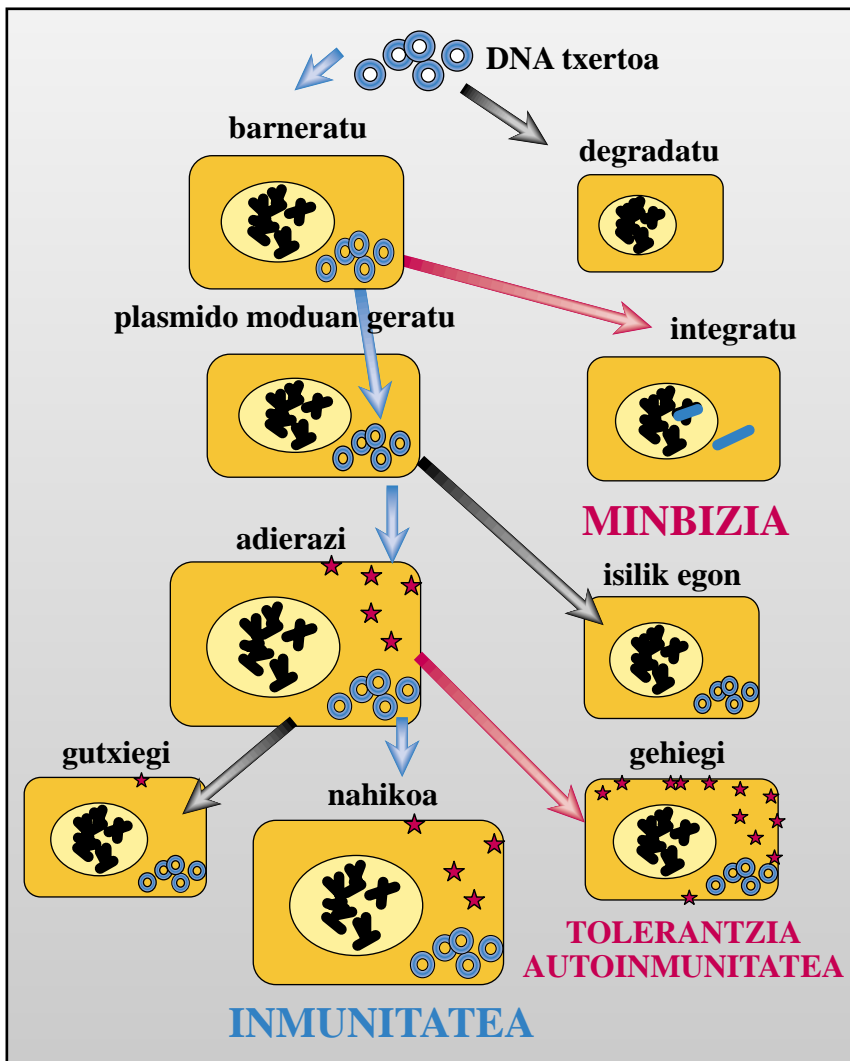 DNA txertoa
barneratu
degradatu
plasmido moduan geratu
integratu
MINBIZIA
adierazi
isilik egon
gutxiegi
nahikoa
gehiegi
TOLERANTZIA
AUTOINMUNITATEA
INMUNITATEA